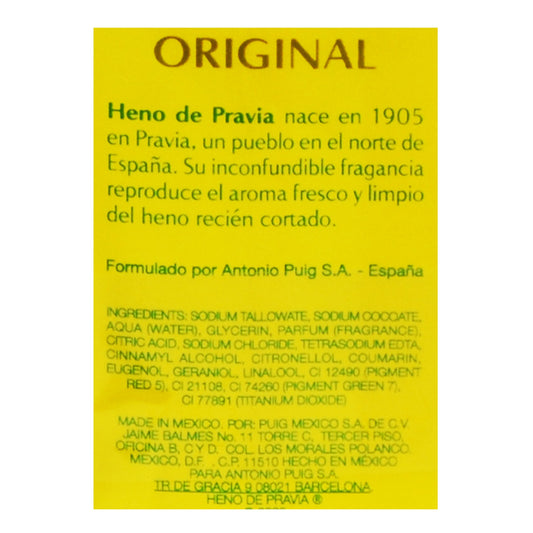 ORIGINAL
Heno de Pravia nace en 1905
en Pravia, un pueblo en el norte de
España. Su inconfundible fragancia
reproduce el aroma fresco y limpio
del heno recién cortado.
Formulado por Antonio Puig S.A. - España
INGREDIENTS: SODIUM TALLOWATE, SODIUM COCOATE,
AQUA (WATER), GLYCERIN, PARFUM (FRAGRANCE),
CITRIC ACID, SODIUM CHLORIDE, TETRASODIUM EDTA,
CINNAMYL ALCOHOL, CITRONELLOL, COUMARIN,
EUGENOL, GERANIOL, LINALOOL, CI 12490 (PIGMENT
RED 5), CI 21108, CI 74260 (PIGMENT GREEN 7),
CI 77891 (TITANIUM DIOXIDE)
MADE IN MEXICO. POR: PUIG MEXICO S.A. DE C.V.
JAIME BALMES No. 11 TORRE C, TERCER PISO,
OFICINA B, C Y D. COL. LOS MORALES POLANCO.
MEXICO, D.F. . C.P. 11510 HECHO EN MÉXICO
PARA ANTONIO PUIG S.A.
TR DE GRACIA 9 08021 BARCELONA
HENO DE PRAVIA ®